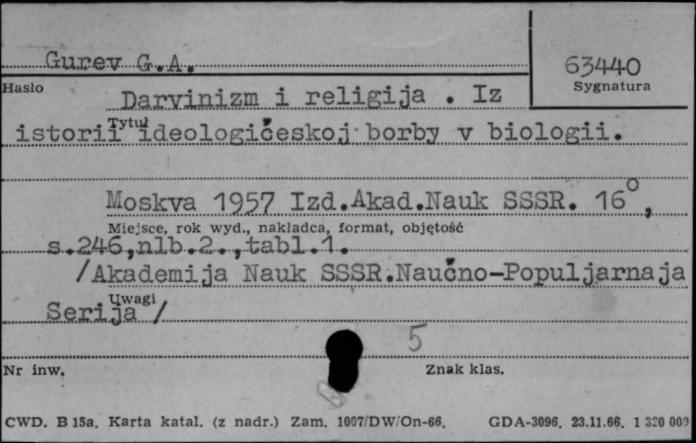 Gurev G.A.
63440
Hasło
Sygnatura
Darvinizm i religija . Iz
Tytuł
istorii ideologičeskoj borby v biologii.
Moskva 1957 Izd.Akad.Nauk SSSR. 16°,
Miejsce, rok wyd., nakładca, format, objętość
s.246,nlb.2.,tabl.1.
/Akademija Nauk SSSR.Naučno-Populjarnaja
Uwagi
Serija/
5
Nr inw.
Znak klas.
CWD. B 15a. Karta katal. (z nadr.) Zam. 1007/DW/On-66. GDA-3096. 23.11.66. 1 320 000